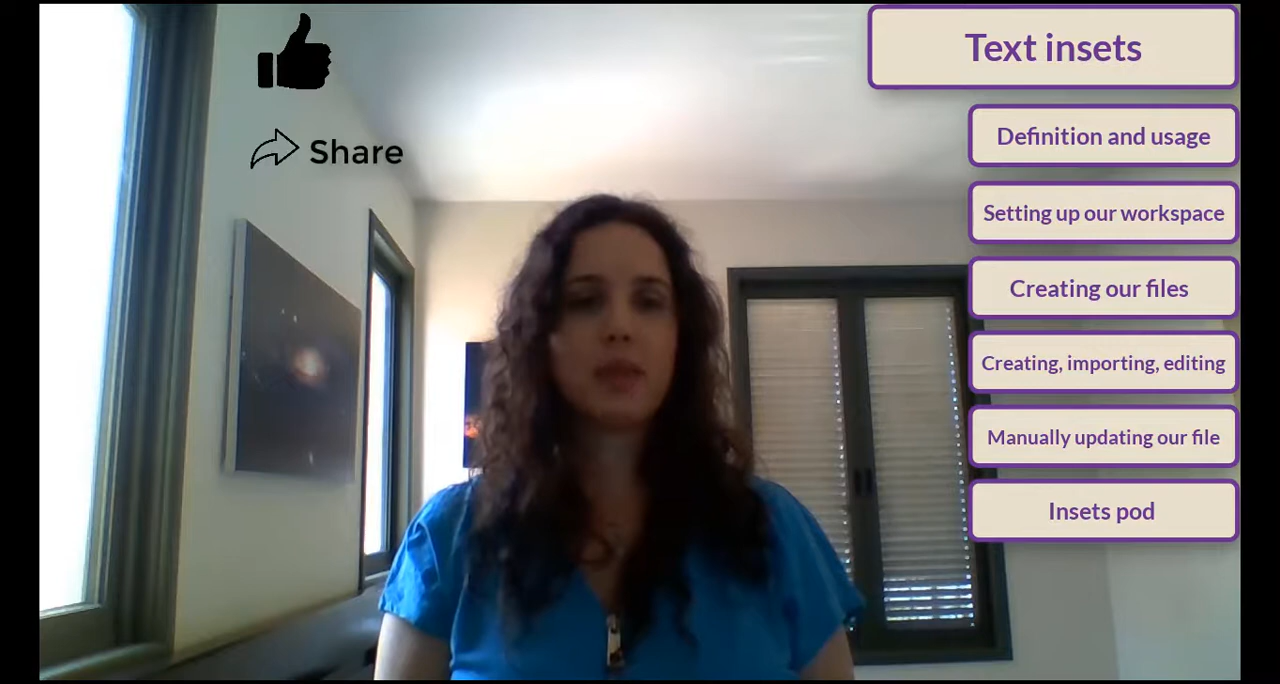 Text insets
Share
Definition and usage
Setting up our workspace
Creating our files
Creating, importing, editing
Manually updating our file
Insets pod